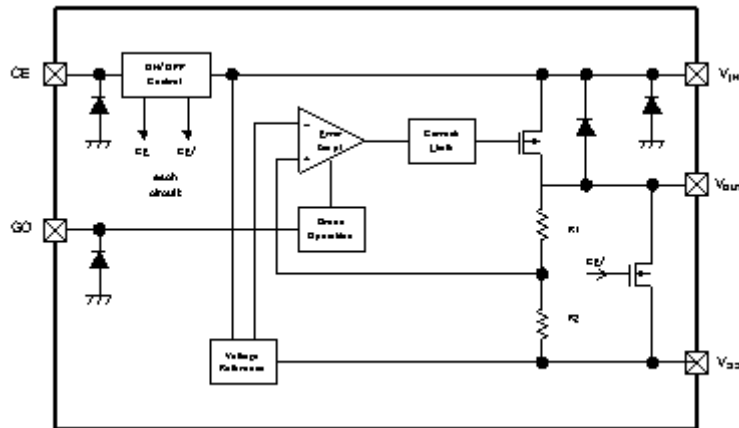 CE
ON/OFF
Control
VIN
Error
Current
Limit
CE
CE/
each
circuit
VOUT
GO
Green
Operation
R1
CE/
R2
Voltage
Reference
VSS